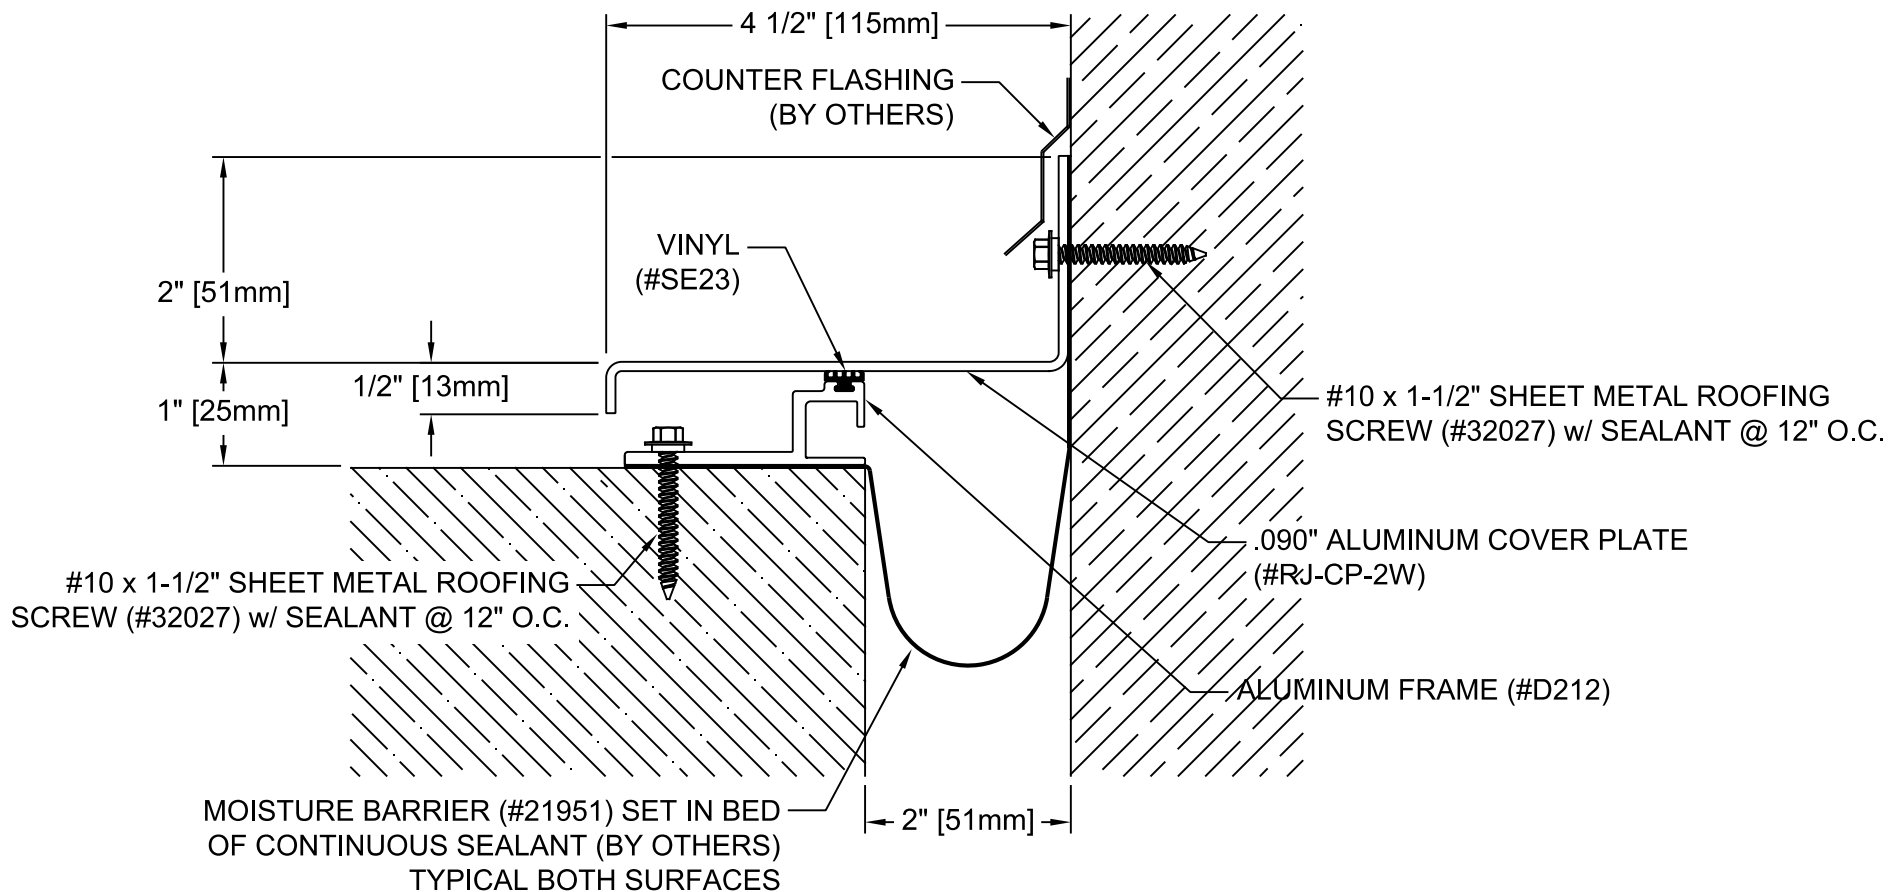 4 1/2" [115mm]
COUNTER FLASHING
(BY OTHERS)
VINYL
(#SE23)
2" [51mm]
1/2" [13mm]
1" [25mm]
#10 x 1-1/2" SHEET METAL ROOFING
SCREW (#32027) w/ SEALANT @ 12" O.C.
.090" ALUMINUM COVER PLATE
(#RJ-CP-2W)
#10 x 1-1/2" SHEET METAL ROOFING
SCREW (#32027) w/ SEALANT @ 12" O.C.
ALUMINUM FRAME (#D212)
MOISTURE BARRIER (#21951) SET IN BED
OF CONTINUOUS SEALANT (BY OTHERS)
TYPICAL BOTH SURFACES
2" [51mm]